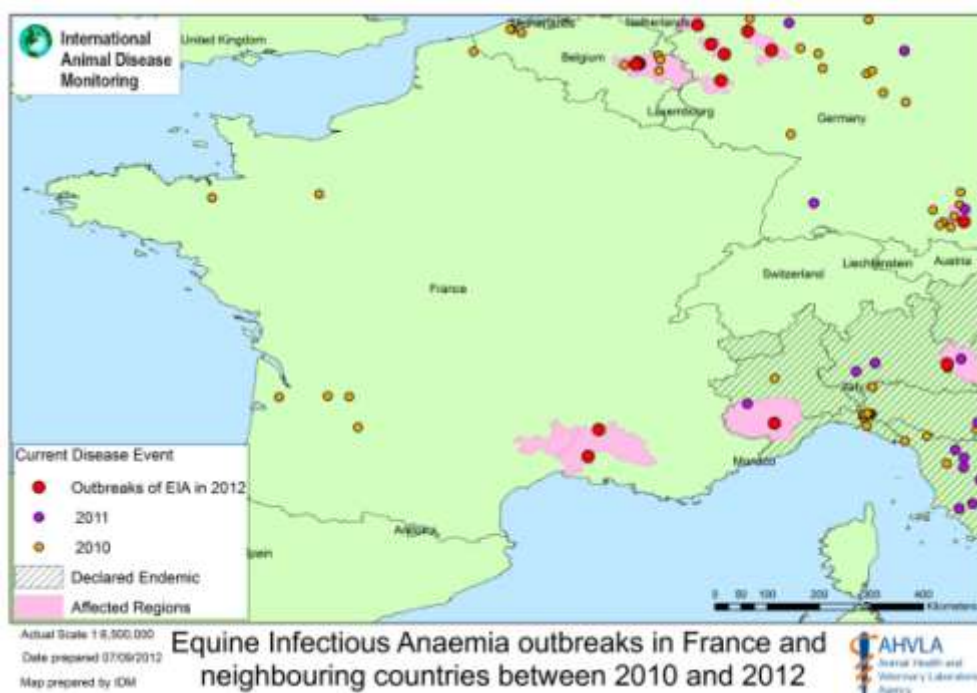 International
Animal Disease
Monitoring
United Kingdom
Netherlands
Netherlands
Belgium
Luxembourg
Germany
France
Switzerland
Liechtenstein
Austria
Italy
Monaco
Andorra
Current Disease Event
Outbreaks of EIA in 2012
2011
2010
Declared Endemic
Affected Regions
0 50 100 200 300 400
Kilometers
Actual Scale 1:6,500,000
Date prepared 07/09/2012
Map prepared by IDM
Equine Infectious Anaemia outbreaks in France and
neighbouring countries between 2010 and 2012
AHVLA
Animal Health and
Veterinary Laboratories
Agency